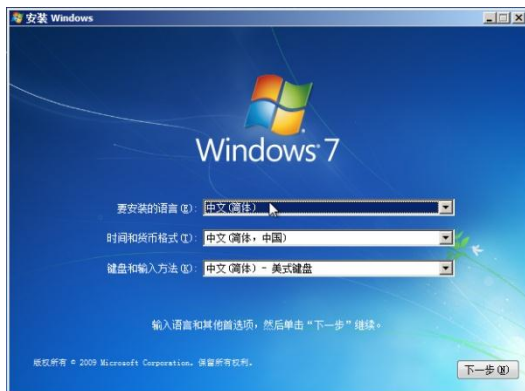 安装 Windows
Windows 7
要安装的语言(E): 中文(简体)
时间和货币格式(T): 中文(简体，中国)
键盘和输入方法(K): 中文(简体) - 美式键盘
输入语言和其他首选项，然后单击“下一步”继续。
版权所有 © 2009 Microsoft Corporation。保留所有权利。
下一步(N)